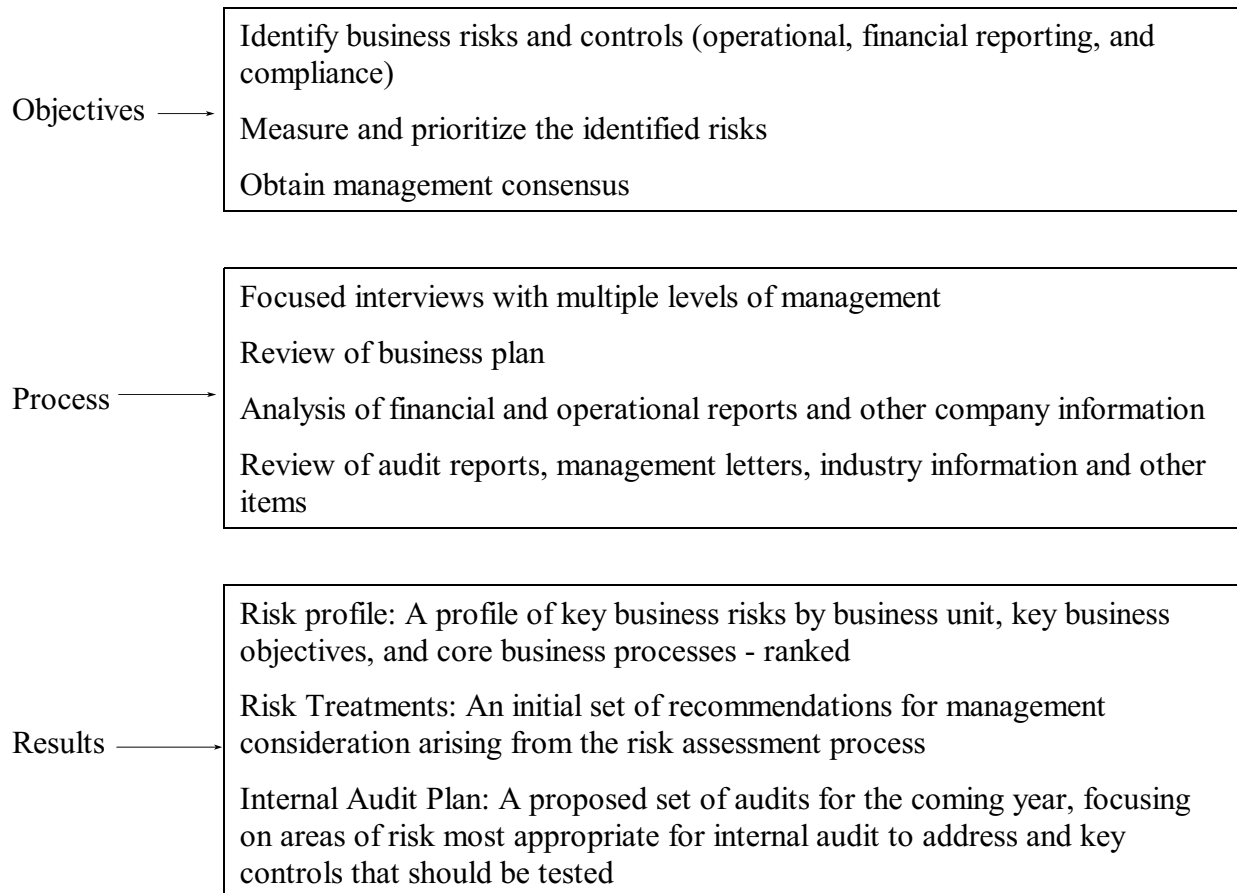 Identify business risks and controls (operational, financial reporting, and
compliance)
Objectives
Measure and prioritize the identified risks
Obtain management consensus
Focused interviews with multiple levels of management
Review of business plan
Process
Analysis of financial and operational reports and other company information
Review of audit reports, management letters, industry information and other
items
Risk profile: A profile of key business risks by business unit, key business
objectives, and core business processes - ranked
Risk Treatments: An initial set of recommendations for management
Results
consideration arising from the risk assessment process
Internal Audit Plan: A proposed set of audits for the coming year, focusing
on areas of risk most appropriate for internal audit to address and key
controls that should be tested